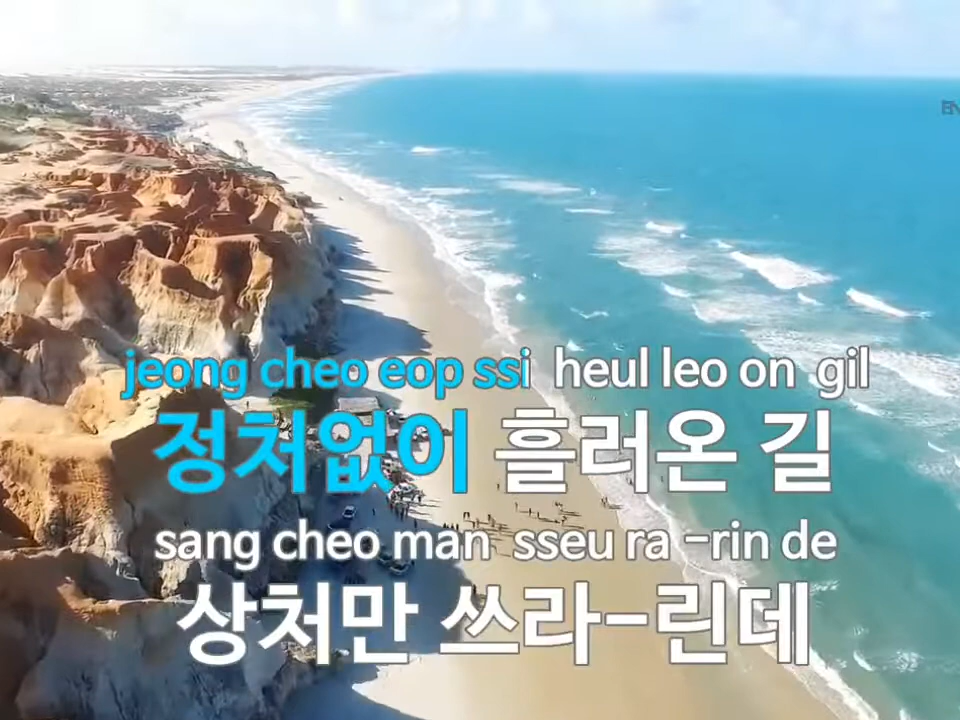 jeong cheo eop ssi heul leo on gil
정처없이 흘러온 길
sang cheo man sseu ra -rin de
상처만 쓰라-린데